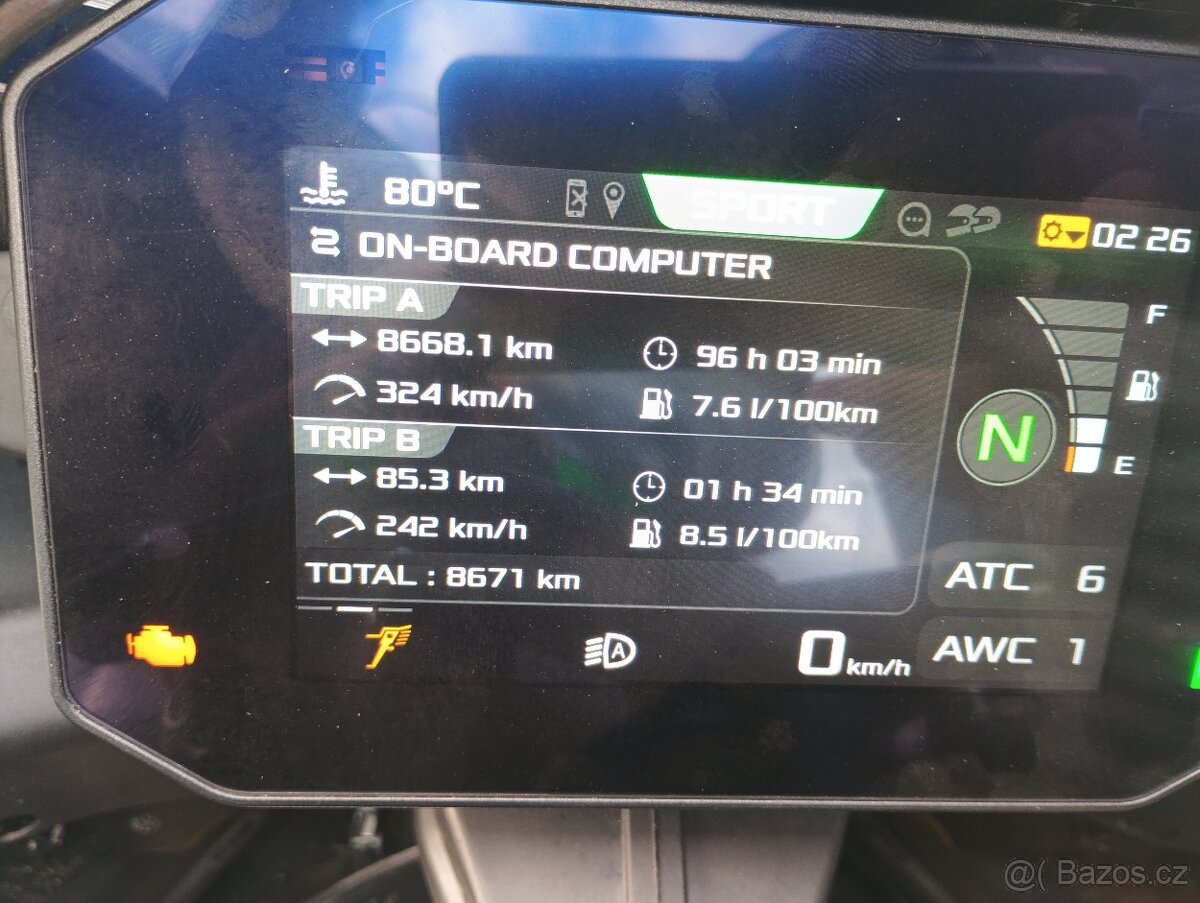 80°C SPORT 02 26
ON-BOARD COMPUTER
TRIP A
8668.1 km 96 h 03 min
324 km/h 7.6 l/100km
TRIP B
85.3 km 01 h 34 min
242 km/h 8.5 l/100km
TOTAL : 8671 km
F
N
E
ATC 6
A
0 km/h
AWC 1
@( Bazos.cz